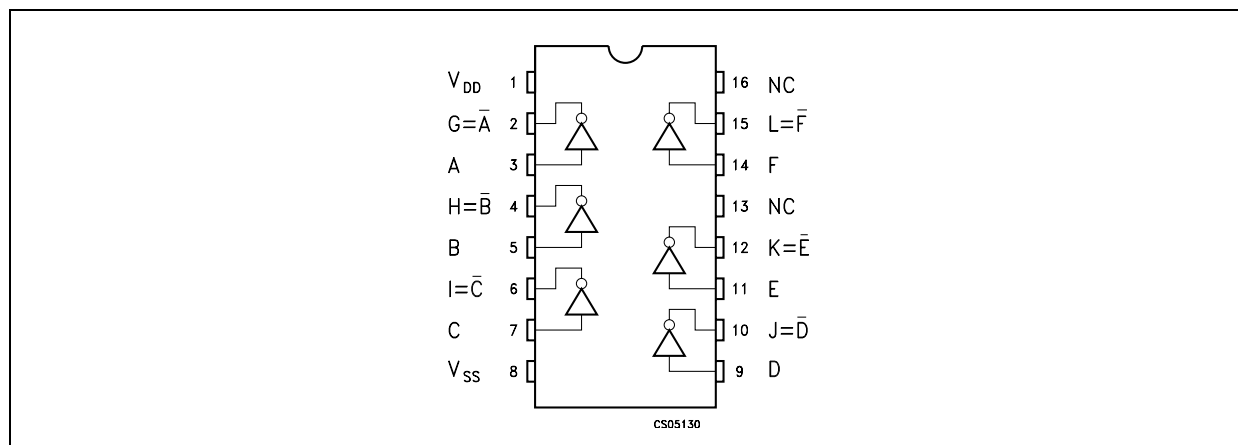 V_DD 1 16 NC
G=Ā 2 15 L=F̄
A 3 14 F
H=B̄ 4 13 NC
B 5 12 K=Ē
I=C̄ 6 11 E
C 7 10 J=D̄
V_SS 8 9 D
CS05130